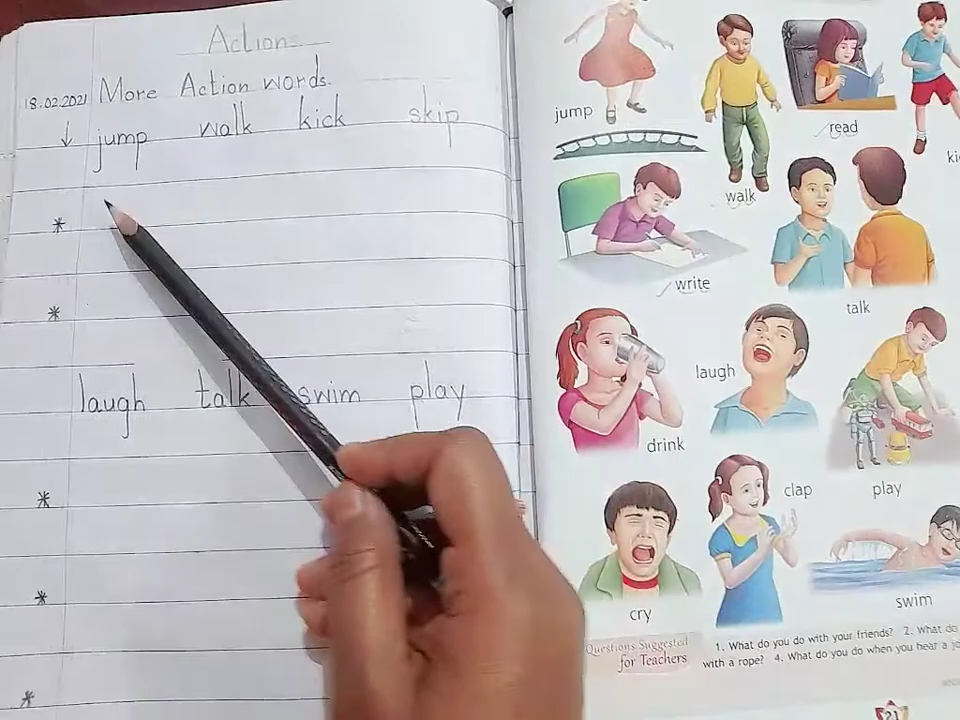 Actions
18.02.2021 More Action words
jump walk kick skip
laugh talk swim play
jump
read
walk
write
talk
laugh
drink
clap
play
cry
swim
Questions Suggested
for Teachers
1. What do you do with your friends? 2. What do
with a rope? 4. What do you do when you hear a
21